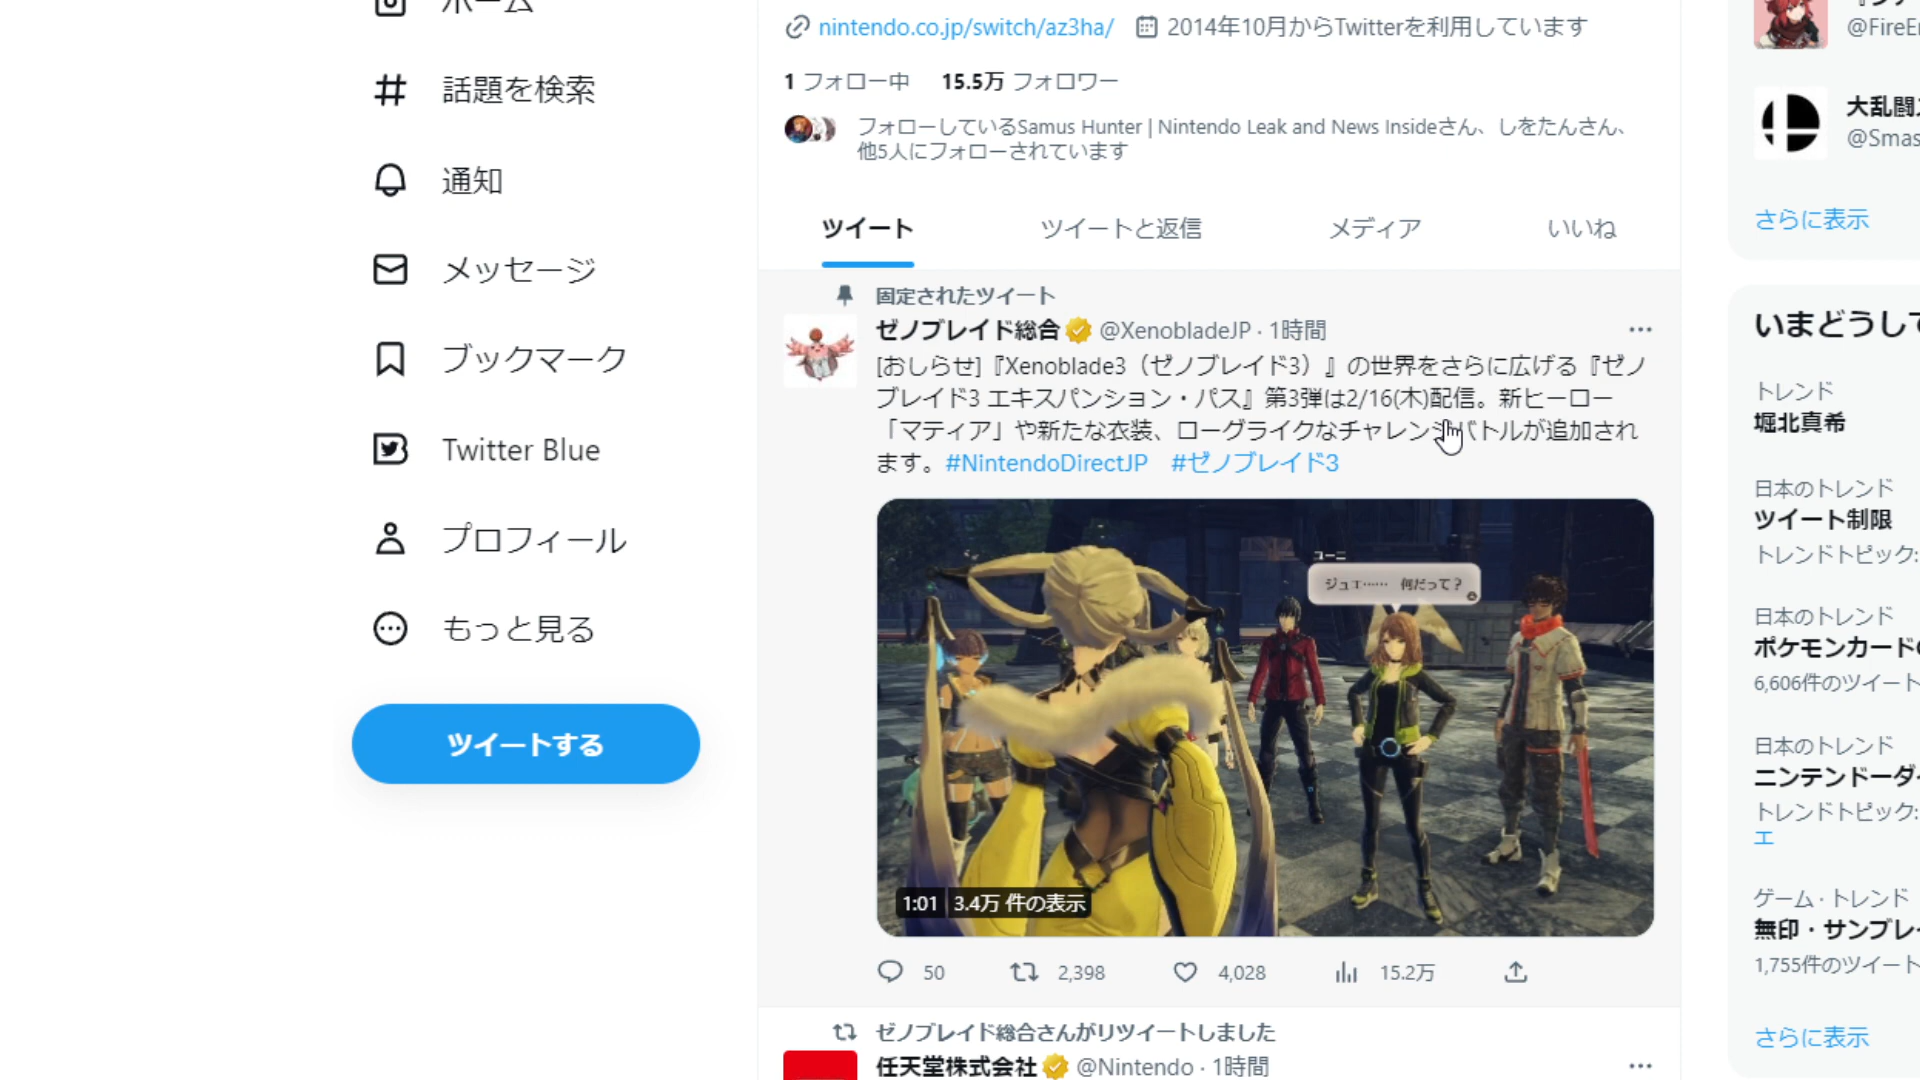 ホーム
話題を検索
通知
メッセージ
ブックマーク
Twitter Blue
プロフィール
もっと見る
ツイートする
nintendo.co.jp/switch/az3ha/ 2014年10月からTwitterを利用しています
1 フォロー中 15.5万 フォロワー
フォローしているSamus Hunter | Nintendo Leak and News Insideさん、しをたんさん、
他5人にフォローされています
ツイート ツイートと返信 メディア いいね
固定されたツイート
ゼノブレイド総合 @XenobladeJP · 1時間
[おしらせ]『Xenoblade3（ゼノブレイド3）』の世界をさらに広げる『ゼノ
ブレイド3 エキスパンション・パス』第3弾は2/16(木)配信。新ヒーロー
「マティア」や新たな衣装、ローグライクなチャレンジバトルが追加され
ます。#NintendoDirectJP #ゼノブレイド3
ユーニ
ジュエ…… 何だって？
1:01 3.4万 件の表示
50 2,398 4,028 15.2万
ゼノブレイド総合さんがリツイートしました
任天堂株式会社 @Nintendo · 1時間
@FireE
大乱闘
@Smas
さらに表示
いまどうして
トレンド
堀北真希
日本のトレンド
ツイート制限
トレンドトピック:
日本のトレンド
ポケモンカード
6,606件のツイート
日本のトレンド
ニンテンドーダ
トレンドトピック:
エ
ゲーム · トレンド
無印・サンブレ
1,755件のツイート
さらに表示